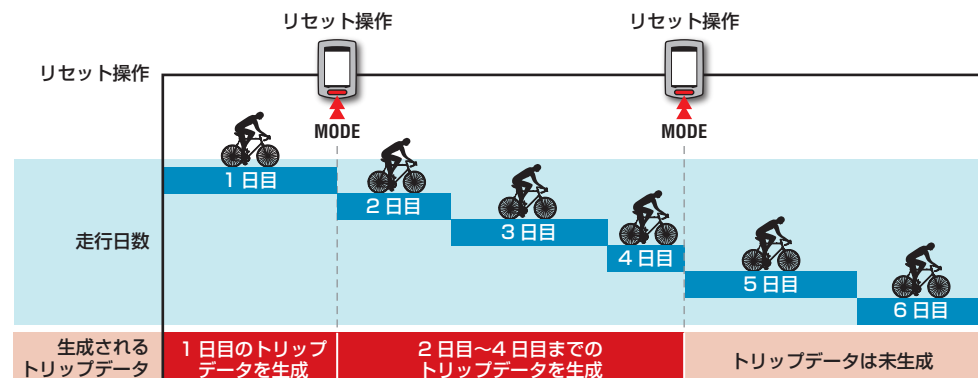 リセット操作
リセット操作
リセット操作
MODE
MODE
走行日数
1日目
2日目
3日目
4日目
5日目
6日目
生成される
トリップデータ
1日目のトリップ
データを生成
2日目〜4日目までの
トリップデータを生成
トリップデータは未生成